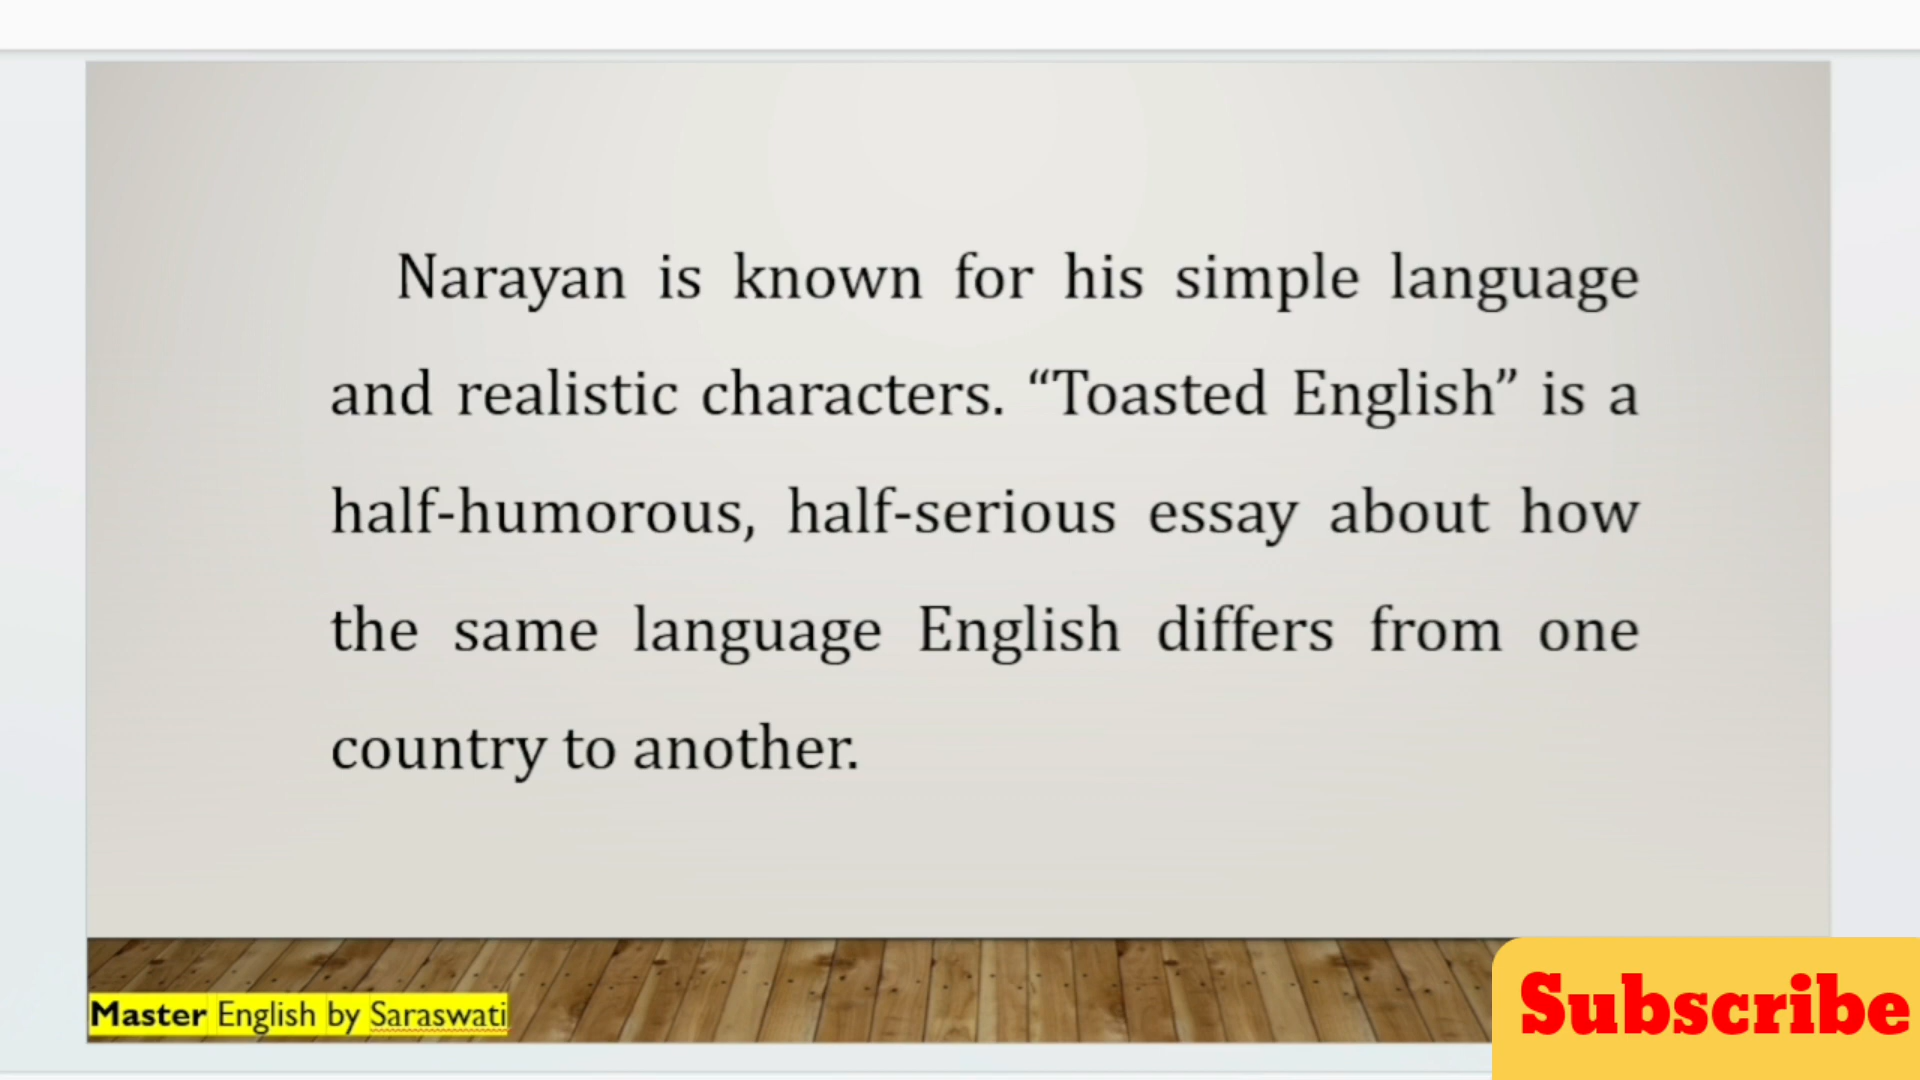 Narayan is known for his simple language
and realistic characters. “Toasted English” is a
half-humorous, half-serious essay about how
the same language English differs from one
country to another.
Master English by Saraswati
Subscribe